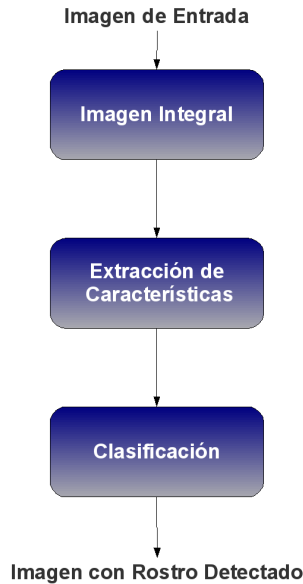 Imagen de Entrada
Imagen Integral
Extracción de
Características
Clasificación
Imagen con Rostro Detectado